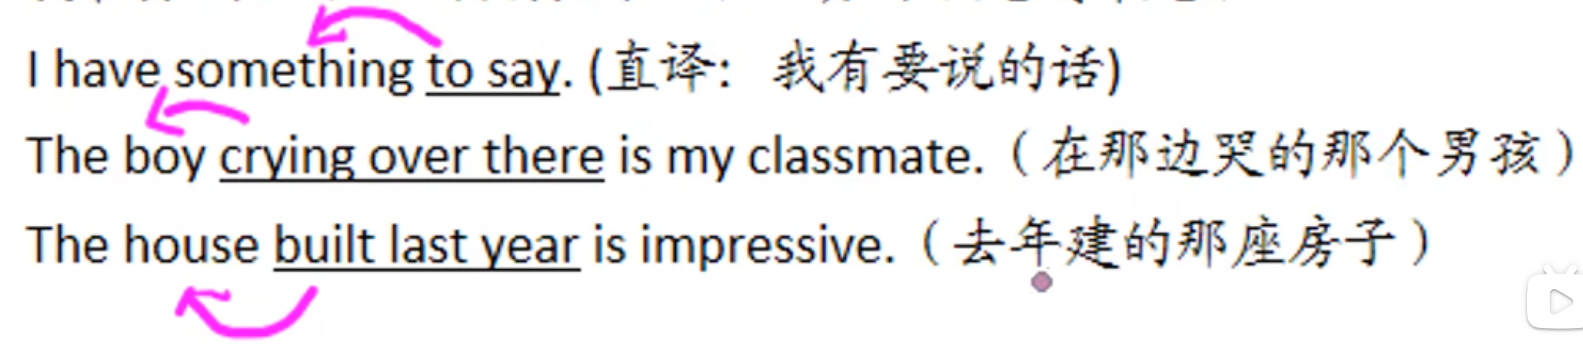 I have something to say. (直译： 我有要说的话)
The boy crying over there is my classmate.（在那边哭的那个男孩）
The house built last year is impressive.（去年建的那座房子）